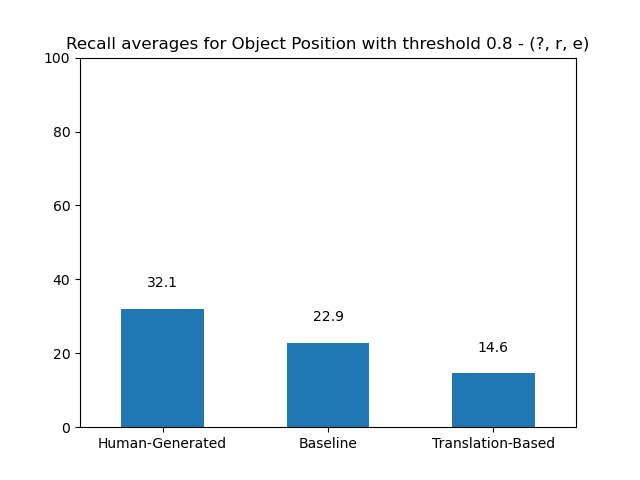 Recall averages for Object Position with threshold 0.8 - (?, r, e)
100
80
60
40
20
0
32.1
22.9
14.6
Human-Generated
Baseline
Translation-Based